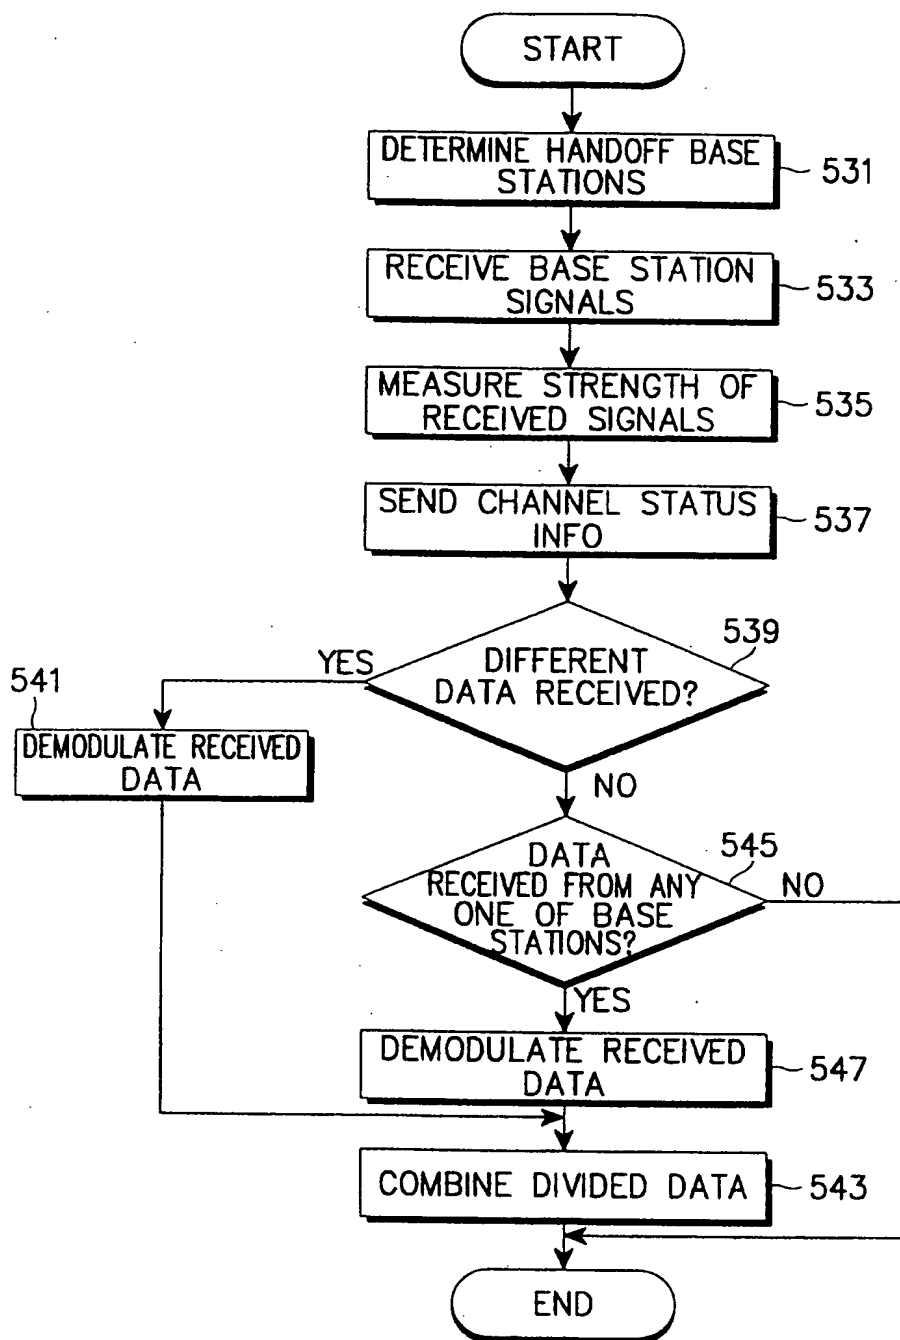 START
DETERMINE HANDOFF BASE
STATIONS
531
RECEIVE BASE STATION
SIGNALS
533
MEASURE STRENGTH OF
RECEIVED SIGNALS
535
SEND CHANNEL STATUS
INFO
537
539
DIFFERENT
DATA RECEIVED?
YES
541
DEMODULATE RECEIVED
DATA
NO
545
DATA
RECEIVED FROM ANY
ONE OF BASE
STATIONS?
NO
YES
DEMODULATE RECEIVED
DATA
547
COMBINE DIVIDED DATA
543
END